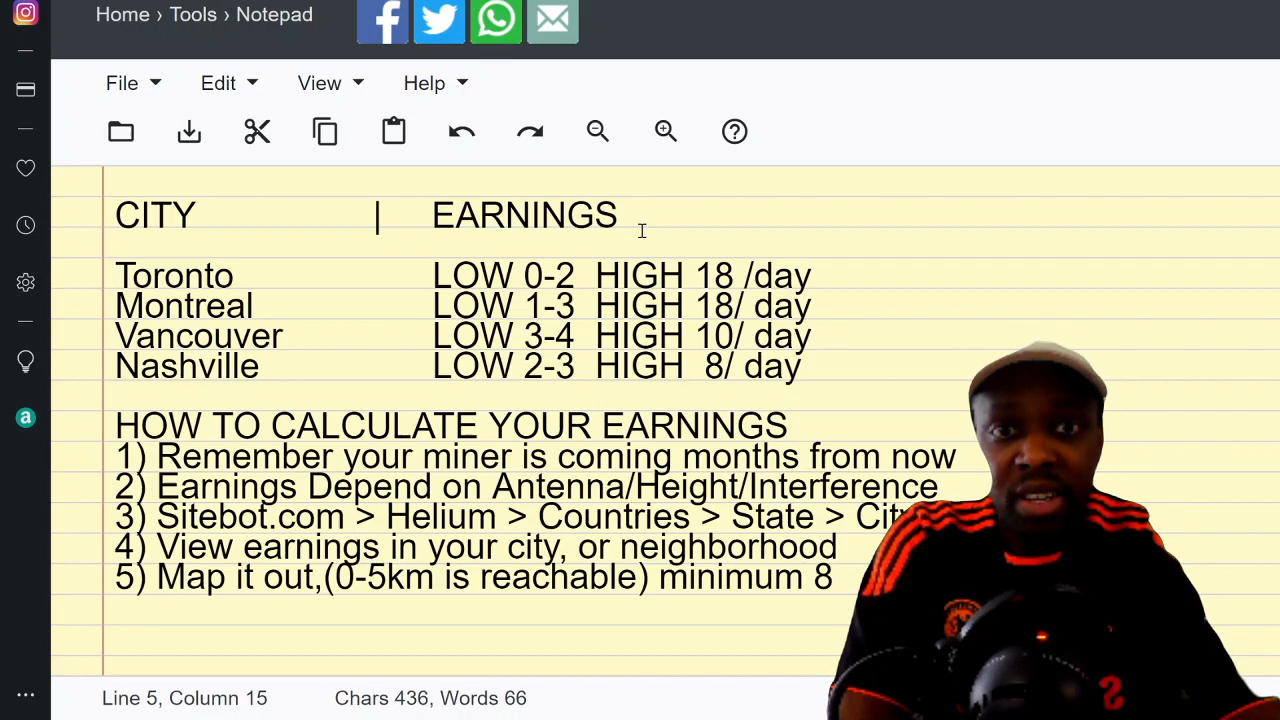 Home › Tools › Notepad
File Edit View Help
CITY | EARNINGS
Toronto LOW 0-2 HIGH 18 /day
Montreal LOW 1-3 HIGH 18/ day
Vancouver LOW 3-4 HIGH 10/ day
Nashville LOW 2-3 HIGH 8/ day
HOW TO CALCULATE YOUR EARNINGS
1) Remember your miner is coming months from now
2) Earnings Depend on Antenna/Height/Interference
3) Sitebot.com > Helium > Countries > State > City
4) View earnings in your city, or neighborhood
5) Map it out,(0-5km is reachable) minimum 8
Line 5, Column 15 Chars 436, Words 66